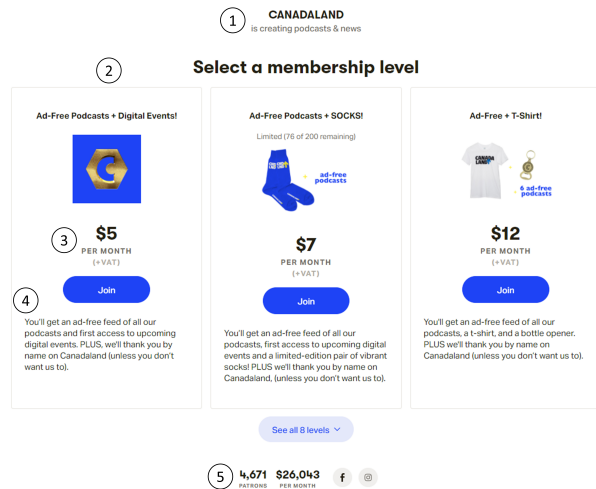 1
CANADALAND
is creating podcasts & news
2
Select a membership level
Ad-Free Podcasts + Digital Events!
3
$5
PER MONTH
(+VAT)
Join
4
You'll get an ad-free feed of all our
podcasts and first access to upcoming
digital events. PLUS, we'll thank you by
name on Canadaland (unless you don't
want us to).
Ad-Free Podcasts + SOCKS!
Limited (76 of 200 remaining)
ad-free
podcasts
$7
PER MONTH
(+VAT)
Join
You'll get an ad-free feed of all our
podcasts, first access to upcoming digital
events and a limited-edition pair of vibrant
socks! PLUS we'll thank you by name on
Canadaland, (unless you don't want us to).
Ad-Free + T-Shirt!
CANADA
LAND
6 ad-free
podcasts
$12
PER MONTH
(+VAT)
Join
You'll get an ad-free feed of all our
podcasts, a t-shirt, and a bottle opener.
PLUS we'll thank you by name on
Canadaland (unless you don't want us to).
See all 8 levels
5
4,671 $26,043
PATRONS PER MONTH